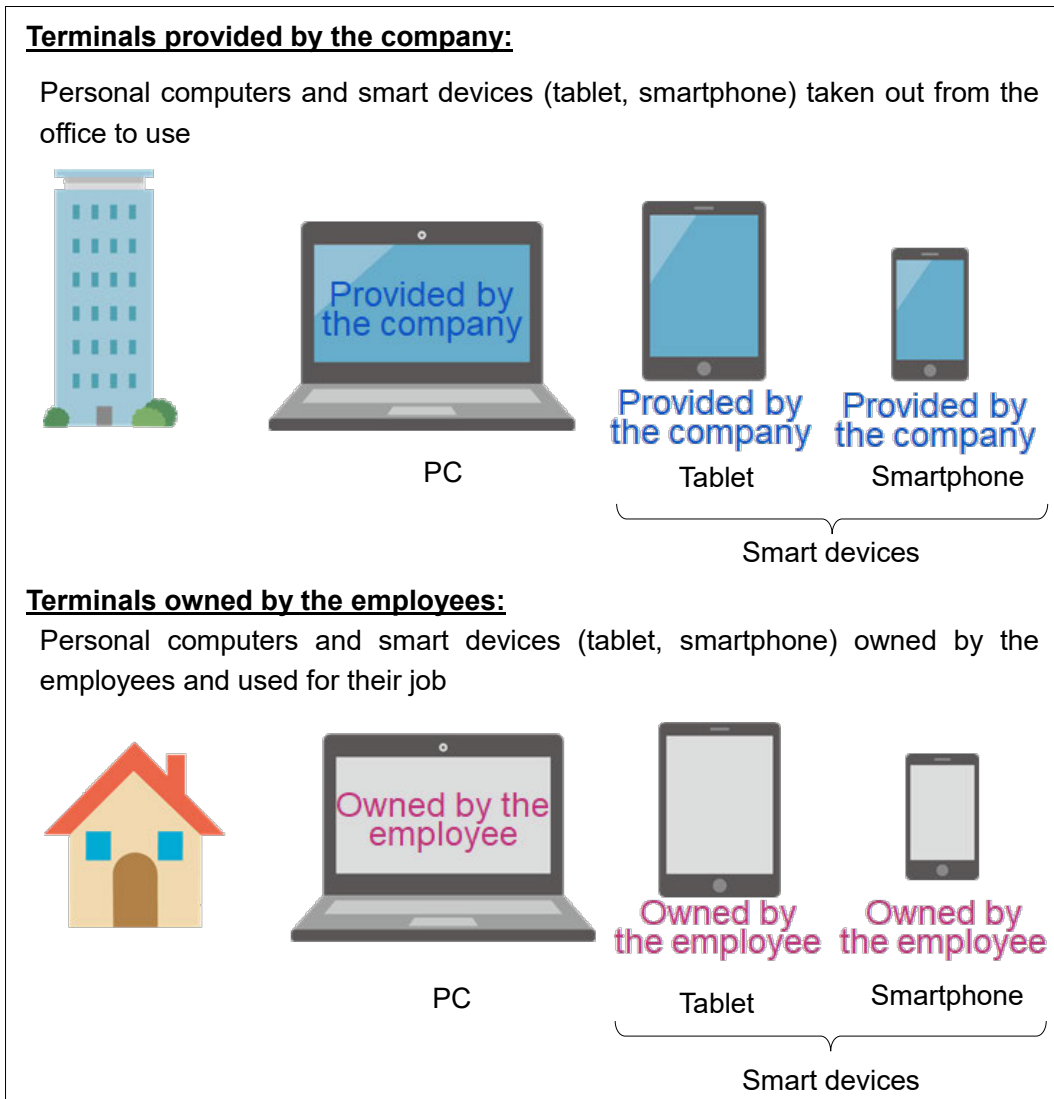 Terminals provided by the company:
Personal computers and smart devices (tablet, smartphone) taken out from the
office to use
Provided by
the company
Provided by
the company
Provided by
the company
PC
Tablet
Smartphone
Smart devices
Terminals owned by the employees:
Personal computers and smart devices (tablet, smartphone) owned by the
employees and used for their job
Owned by the
employee
Owned by
the employee
Owned by
the employee
PC
Tablet
Smartphone
Smart devices